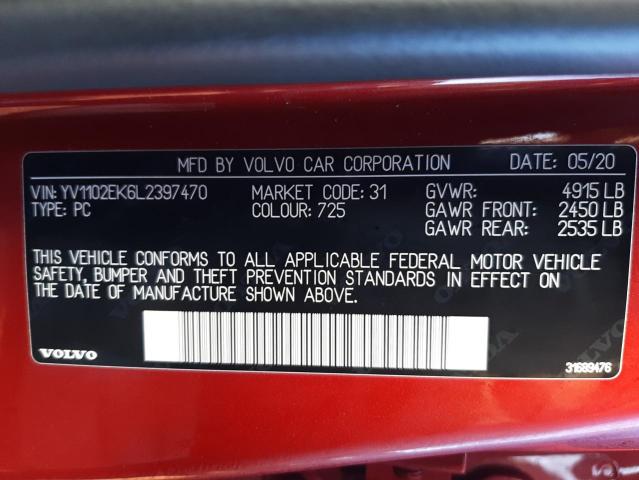 MFD BY VOLVO CAR CORPORATION DATE: 05/20
VIN: YV1102EK6L2397470 MARKET CODE: 31 GVWR: 4915 LB
TYPE: PC COLOUR: 725 GAWR FRONT: 2450 LB
GAWR REAR: 2535 LB
THIS VEHICLE CONFORMS TO ALL APPLICABLE FEDERAL MOTOR VEHICLE
SAFETY, BUMPER AND THEFT PREVENTION STANDARDS IN EFFECT ON
THE DATE OF MANUFACTURE SHOWN ABOVE.
VOLVO 31689476